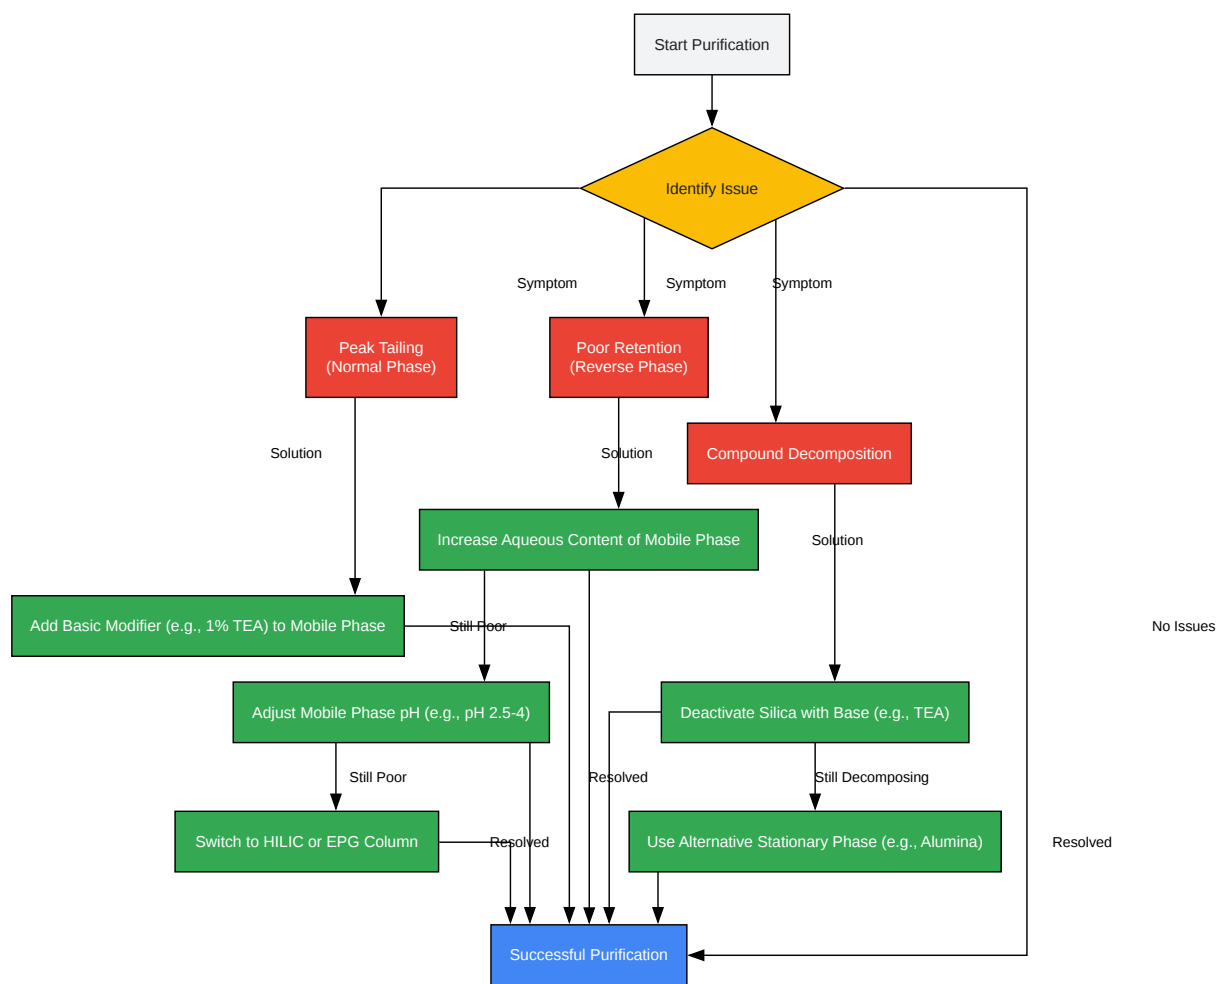 Start Purification
Identify Issue
Symptom
Symptom
Symptom
Peak Tailing
(Normal Phase)
Poor Retention
(Reverse Phase)
Solution
Solution
Compound Decomposition
Increase Aqueous Content of Mobile Phase
Solution
Add Basic Modifier (e.g., 1% TEA) to Mobile Phase
Still Poor
No Issues
Adjust Mobile Phase pH (e.g., pH 2.5-4)
Deactivate Silica with Base (e.g., TEA)
Still Poor
Resolved
Still Decomposing
Switch to HILIC or EPG Column
Resolved
Use Alternative Stationary Phase (e.g., Alumina)
Resolved
Successful Purification